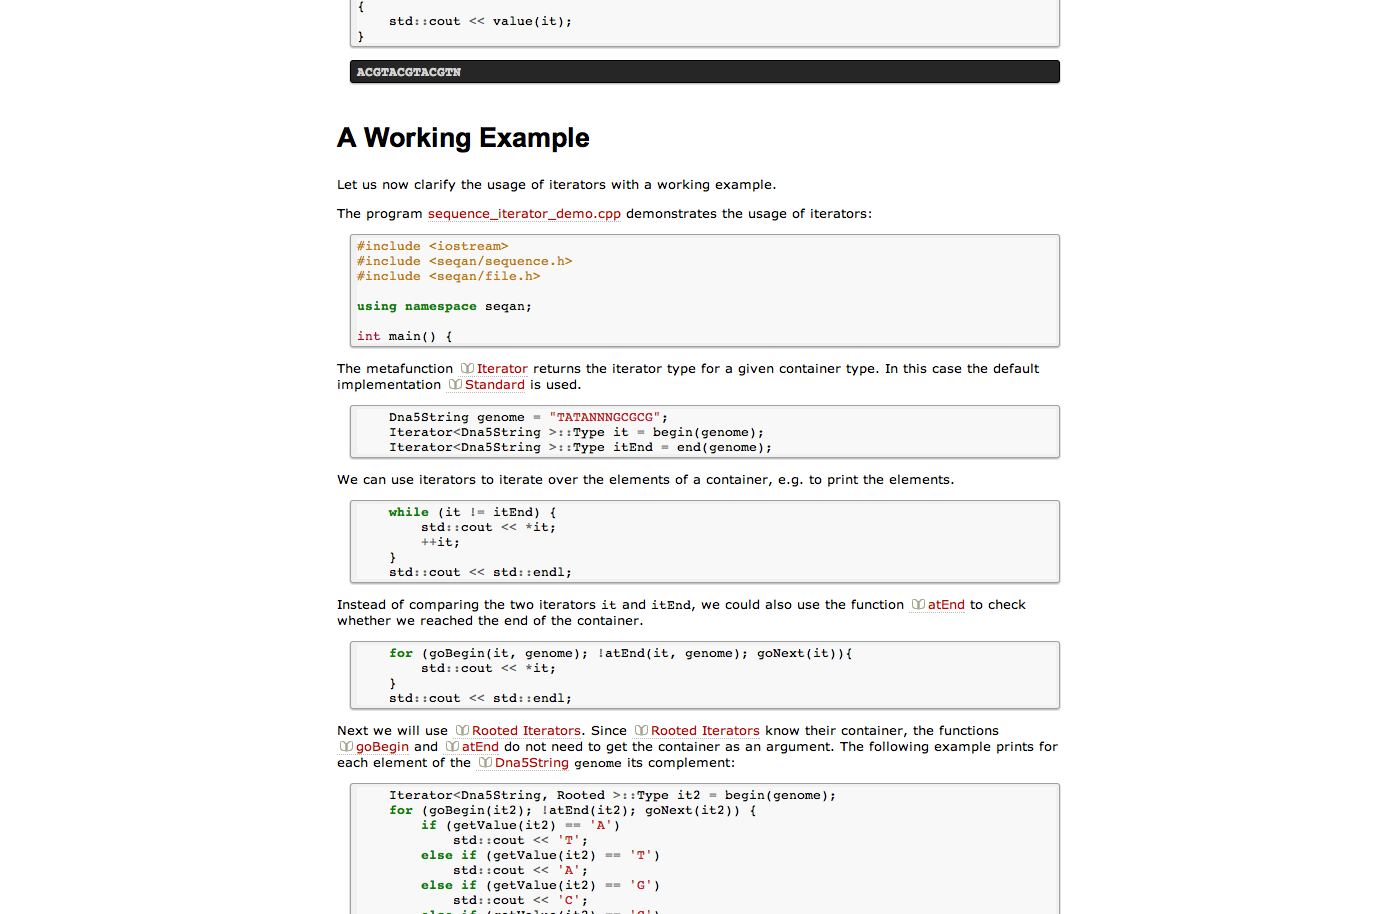 {
    std::cout << value(it);
}
ACGTACGTACGTN
A Working Example
Let us now clarify the usage of iterators with a working example.
The program sequence_iterator_demo.cpp demonstrates the usage of iterators:
#include <iostream>
#include <seqan/sequence.h>
#include <seqan/file.h>
using namespace seqan;
int main() {
The metafunction Iterator returns the iterator type for a given container type. In this case the default
implementation Standard is used.
    Dna5String genome = "TATANNNGCGCG";
    Iterator<Dna5String >::Type it = begin(genome);
    Iterator<Dna5String >::Type itEnd = end(genome);
We can use iterators to iterate over the elements of a container, e.g. to print the elements.
    while (it != itEnd) {
        std::cout << *it;
        ++it;
    }
    std::cout << std::endl;
Instead of comparing the two iterators it and itEnd, we could also use the function atEnd to check
whether we reached the end of the container.
    for (goBegin(it, genome); !atEnd(it, genome); goNext(it)){
        std::cout << *it;
    }
    std::cout << std::endl;
Next we will use Rooted Iterators. Since Rooted Iterators know their container, the functions
goBegin and atEnd do not need to get the container as an argument. The following example prints for
each element of the Dna5String genome its complement:
    Iterator<Dna5String, Rooted >::Type it2 = begin(genome);
    for (goBegin(it2); !atEnd(it2); goNext(it2)) {
        if (getValue(it2) == 'A')
            std::cout << 'T';
        else if (getValue(it2) == 'T')
            std::cout << 'A';
        else if (getValue(it2) == 'G')
            std::cout << 'C';